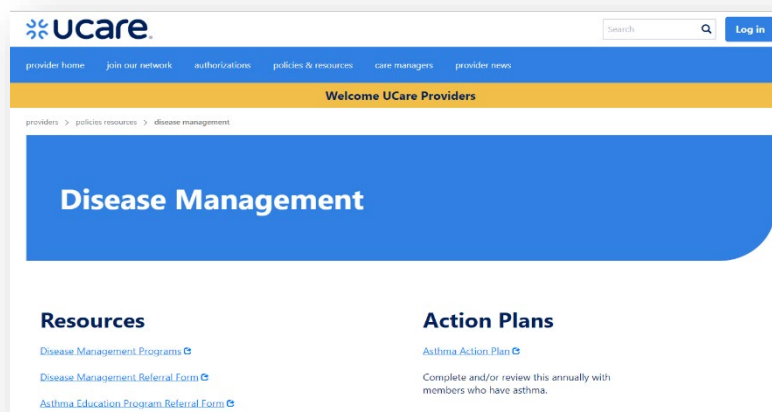 ucare.
Search
Log in
provider home join our network authorizations policies & resources care managers provider news
Welcome UCare Providers
providers > policies resources > disease management
Disease Management
Resources
Disease Management Programs
Disease Management Referral Form
Asthma Education Program Referral Form
Action Plans
Asthma Action Plan
Complete and/or review this annually with
members who have asthma.